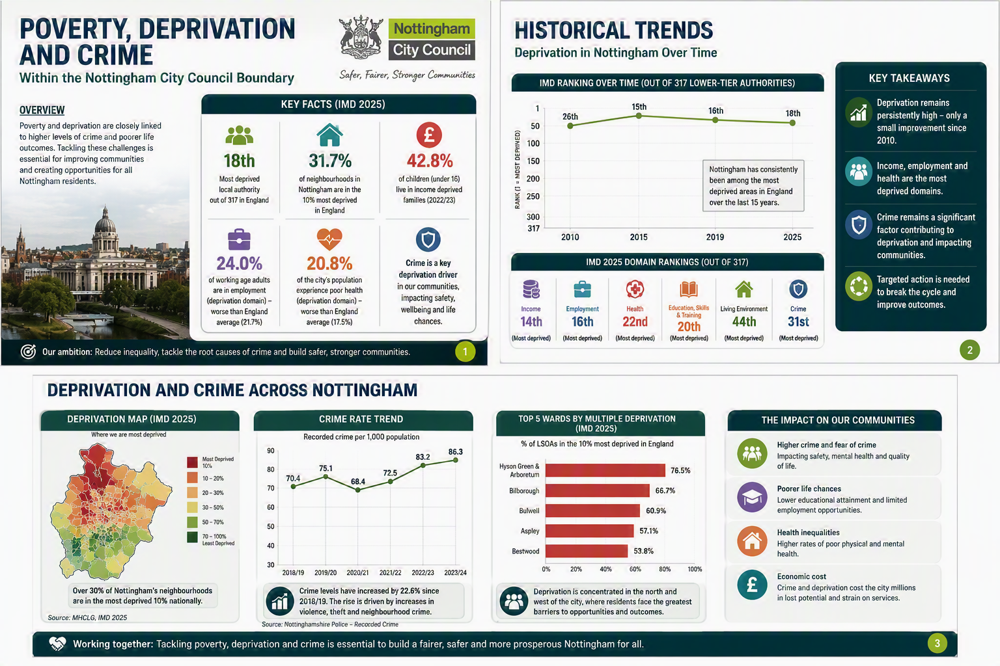 POVERTY, DEPRIVATION
AND CRIME
Within the Nottingham City Council Boundary
Nottingham
City Council
Safer, Fairer, Stronger Communities
OVERVIEW
Poverty and deprivation are closely linked
to higher levels of crime and poorer life
outcomes. Tackling these challenges is
essential for improving communities
and creating opportunities for all
Nottingham residents.
KEY FACTS (IMD 2025)
18th
Most deprived
local authority
out of 317 in England
31.7%
of neighbourhoods in
Nottingham are in the
10% most deprived
in England
£
42.8%
of children (under 16)
live in income deprived
families (2022/23)
24.0%
of working age adults
are in employment
(deprivation domain) –
worse than England
average (21.7%)
20.8%
of the city's population
experience poor health
(deprivation domain) –
worse than England
average (17.5%)
Crime is a key
deprivation driver
in our communities,
impacting safety,
wellbeing and life
chances.
Our ambition: Reduce inequality, tackle the root causes of crime and build safer, stronger communities.
1
HISTORICAL TRENDS
Deprivation in Nottingham Over Time
IMD RANKING OVER TIME (OUT OF 317 LOWER-TIER AUTHORITIES)
RANK (1 = MOST DEPRIVED)
1
50
100
150
200
250
300
317
26th
15th
16th
18th
Nottingham has consistently
been among the most
deprived areas in England
over the last 15 years.
2010
2015
2019
2025
IMD 2025 DOMAIN RANKINGS (OUT OF 317)
Income
14th
(Most deprived)
Employment
16th
(Most deprived)
Health
22nd
(Most deprived)
Education, Skills
& Training
20th
(Most deprived)
Living Environment
44th
(Most deprived)
Crime
31st
(Most deprived)
KEY TAKEAWAYS
Deprivation remains
persistently high – only a
small improvement since
2010.
Income, employment and
health are the most
deprived domains.
Crime remains a significant
factor contributing to
deprivation and impacting
communities.
Targeted action is needed
to break the cycle and
improve outcomes.
2
DEPRIVATION AND CRIME ACROSS NOTTINGHAM
DEPRIVATION MAP (IMD 2025)
Where we are most deprived
Most Deprived
10%
10 – 20%
20 – 30%
30 – 50%
50 – 70%
70 – 100%
Least Deprived
Over 30% of Nottingham's neighbourhoods
are in the most deprived 10% nationally.
Source: MHCLG, IMD 2025
CRIME RATE TREND
Recorded crime per 1,000 population
90
80
70
60
50
40
30
70.4
75.1
68.4
72.5
83.2
86.3
2018/19
2019/20
2020/21
2021/22
2022/23
2023/24
Crime levels have increased by 22.6% since
2018/19. The rise is driven by increases in
violence, theft and neighbourhood crime.
Source: Nottinghamshire Police – Recorded Crime
TOP 5 WARDS BY MULTIPLE DEPRIVATION
(IMD 2025)
% of LSOAs in the 10% most deprived in England
Hyson Green &
Arboretum
76.5%
Bilborough
66.7%
Bulwell
60.9%
Aspley
57.1%
Bestwood
53.8%
0%
20%
40%
60%
80%
100%
Deprivation is concentrated in the north and
west of the city, where residents face the greatest
barriers to opportunities and outcomes.
THE IMPACT ON OUR COMMUNITIES
Higher crime and fear of crime
Impacting safety, mental health and quality
of life.
Poorer life chances
Lower educational attainment and limited
employment opportunities.
Health inequalities
Higher rates of poor physical and mental
health.
£
Economic cost
Crime and deprivation cost the city millions
in lost potential and strain on services.
Working together: Tackling poverty, deprivation and crime is essential to build a fairer, safer and more prosperous Nottingham for all.
3